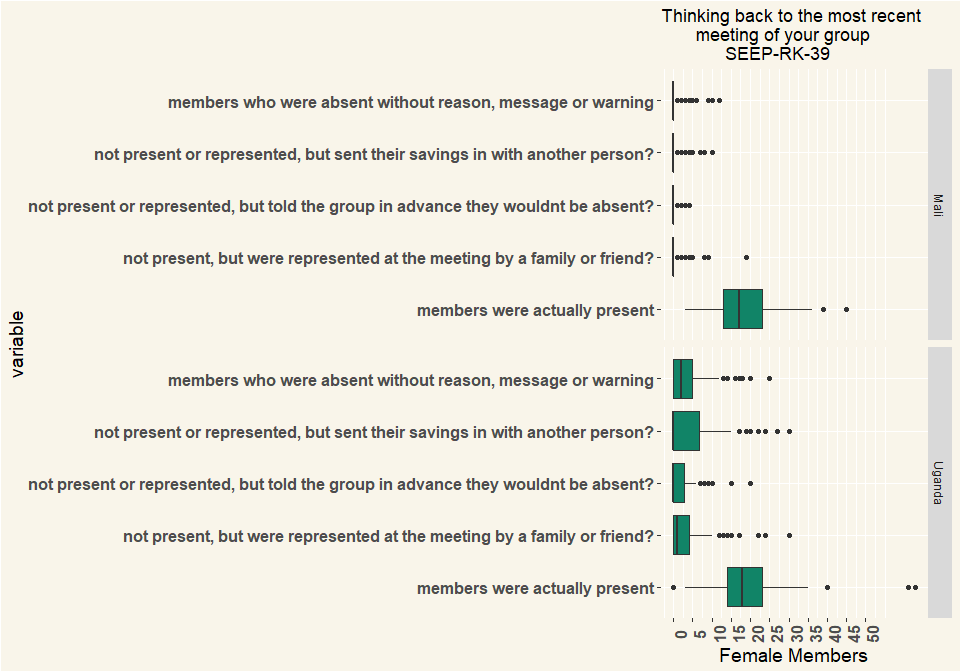 Thinking back to the most recent
meeting of your group
SEEP-RK-39
members who were absent without reason, message or warning
not present or represented, but sent their savings in with another person?
not present or represented, but told the group in advance they wouldnt be absent?
not present, but were represented at the meeting by a family or friend?
members were actually present
Mali
variable
members who were absent without reason, message or warning
not present or represented, but sent their savings in with another person?
not present or represented, but told the group in advance they wouldnt be absent?
not present, but were represented at the meeting by a family or friend?
members were actually present
Uganda
0 5 10 15 20 25 30 35 40 45 50
Female Members